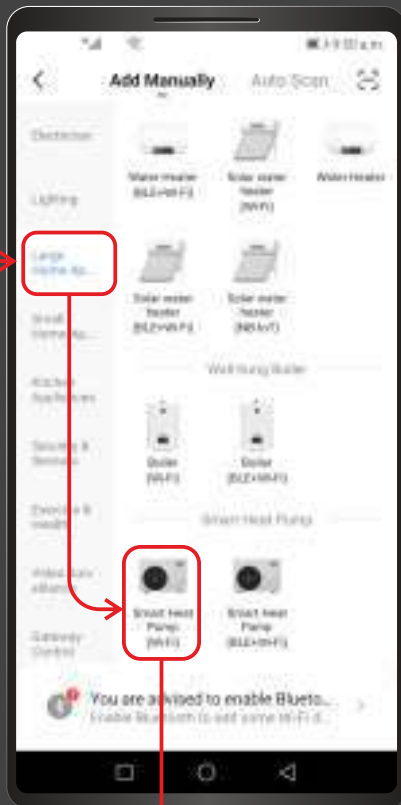 Add Manually Auto Scan
Electrician
Lighting
Large
Home Ap...
Small
Home Ap...
Kitchen
Appliances
Security &
Exercise &
Health
Gateway
Control
Water Heater
(BLE+Wi-Fi)
Solar water
heater
(Wi-Fi)
Water Heater
Solar water
heater
(BLE+Wi-Fi)
Solar water
heater
(NB-IoT)
Wall Hung Boiler
Boiler
(Wi-Fi)
Boiler
(BLE+Wi-Fi)
Smart Heat Pump
Smart Heat
Pump
(Wi-Fi)
Smart Heat
Pump
(BLE+Wi-Fi)
You are advised to enable Blueto...
Enable Bluetooth to add some Wi-Fi d...